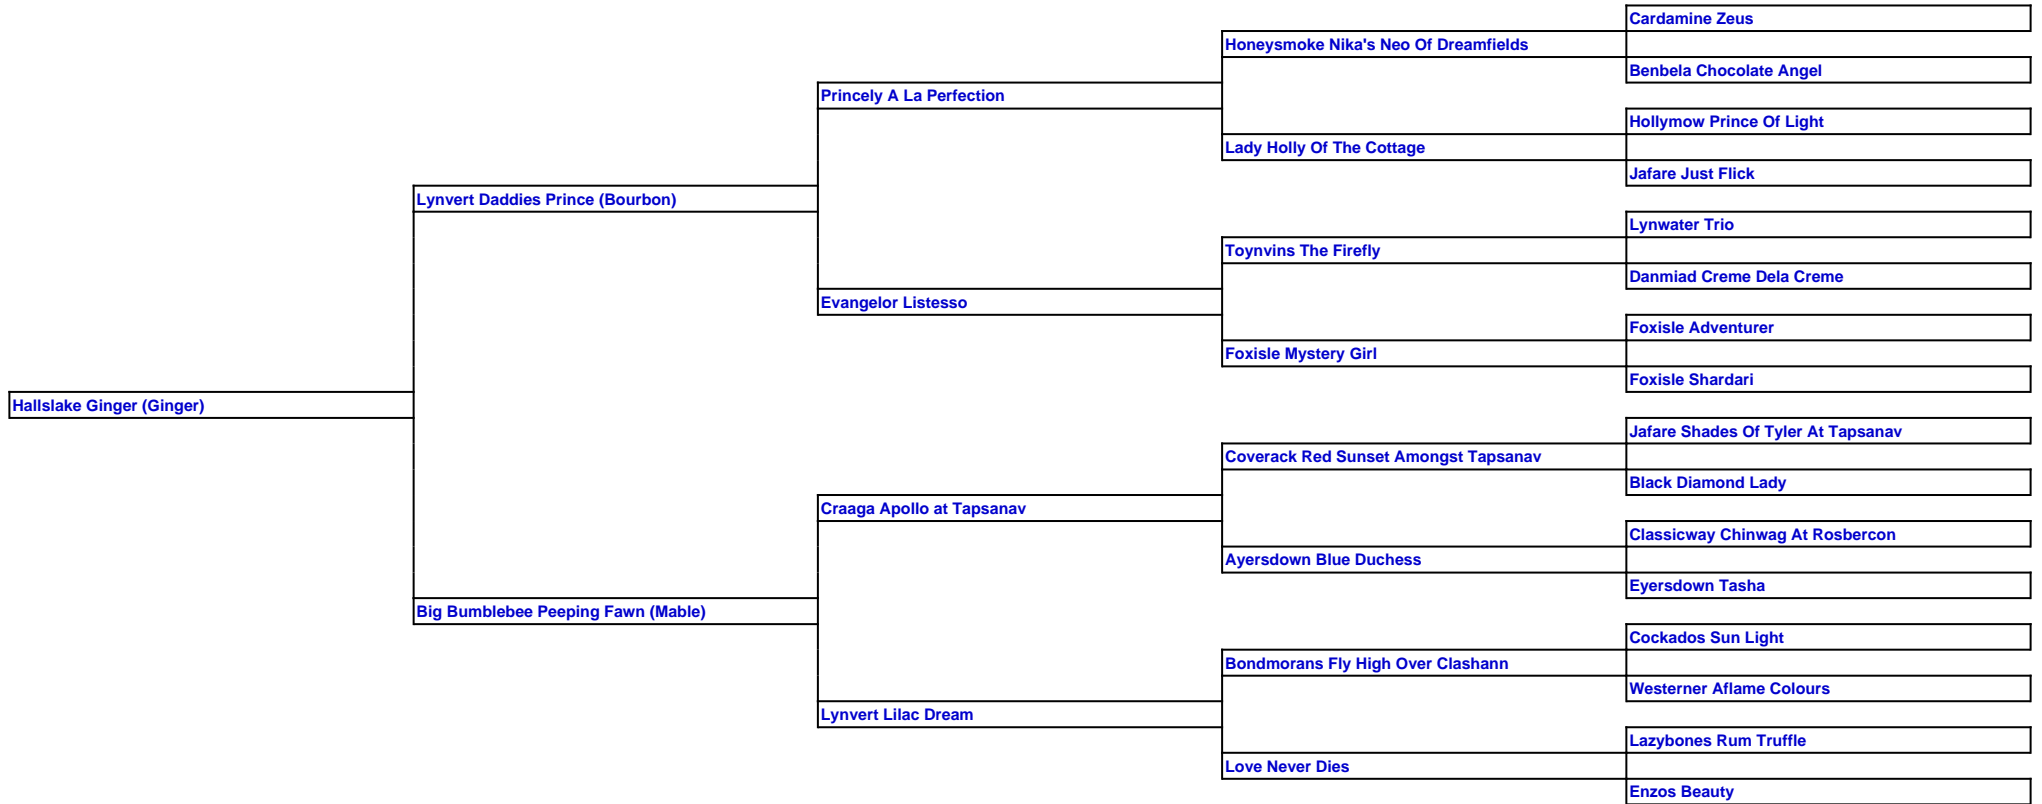 Cardamine Zeus
Honeysmoke Nika's Neo Of Dreamfields
Benbela Chocolate Angel
Princely A La Perfection
Hollymow Prince Of Light
Lady Holly Of The Cottage
Jafare Just Flick
Lynvert Daddies Prince (Bourbon)
Lynwater Trio
Toynvins The Firefly
Danmiad Creme Dela Creme
Evangelor Listesso
Foxisle Adventurer
Foxisle Mystery Girl
Foxisle Shardari
Hallslake Ginger (Ginger)
Jafare Shades Of Tyler At Tapsanav
Coverack Red Sunset Amongst Tapsanav
Black Diamond Lady
Craaga Apollo at Tapsanav
Classicway Chinwag At Rosbercon
Ayersdown Blue Duchess
Eyersdown Tasha
Big Bumblebee Peeping Fawn (Mable)
Cockados Sun Light
Bondmorans Fly High Over Clashann
Westerner Aflame Colours
Lynvert Lilac Dream
Lazybones Rum Truffle
Love Never Dies
Enzos Beauty